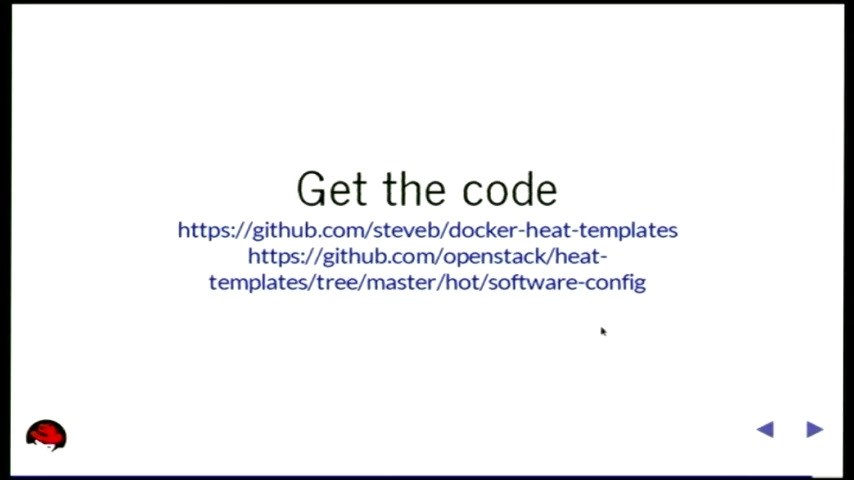 Get the code
https://github.com/steveb/docker-heat-templates
https://github.com/openstack/heat-
templates/tree/master/hot/software-config